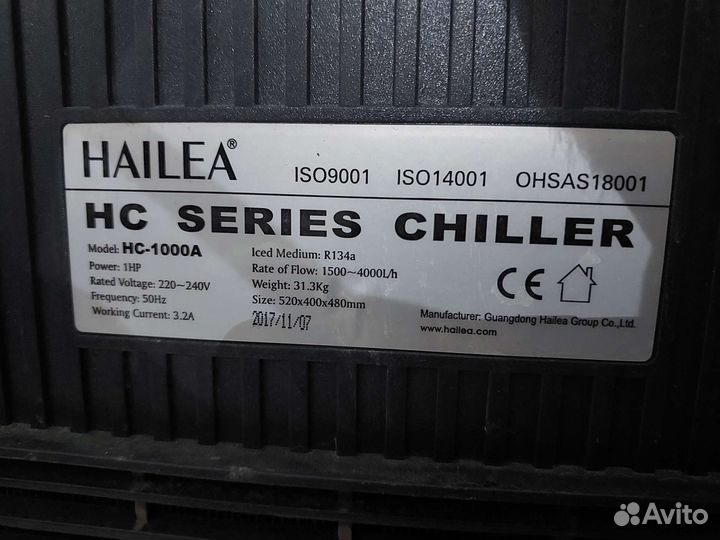 HAILEA®
ISO9001 ISO14001 OHSAS18001
HC SERIES CHILLER
Model: HC-1000A
Power: 1HP
Rated Voltage: 220~240V
Frequency: 50Hz
Working Current: 3.2A
Iced Medium: R134a
Rate of Flow: 1500~4000L/h
Weight: 31.3Kg
Size: 520x400x480mm
2017/11/07
CE
Manufacturer: Guangdong Hailea Group Co.,Ltd.
www.hailea.com
Avito